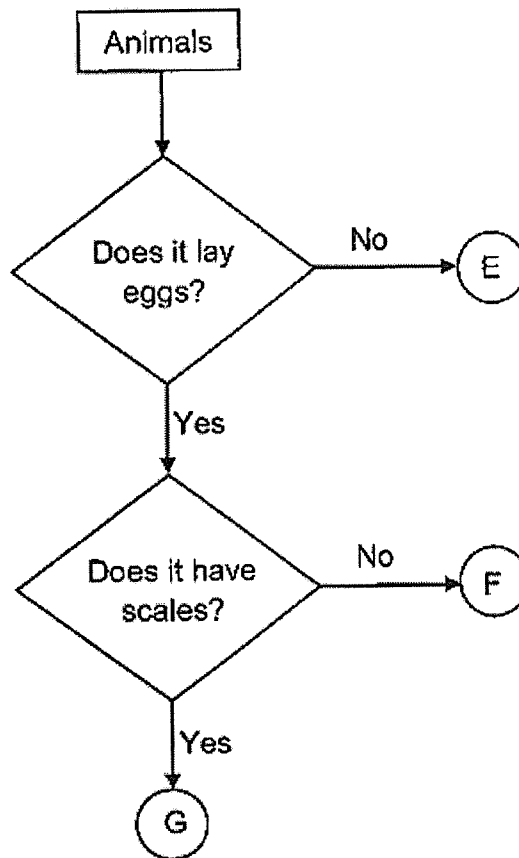 Animals
Does it lay
eggs?
No
E
Yes
Does it have
scales?
No
F
Yes
G